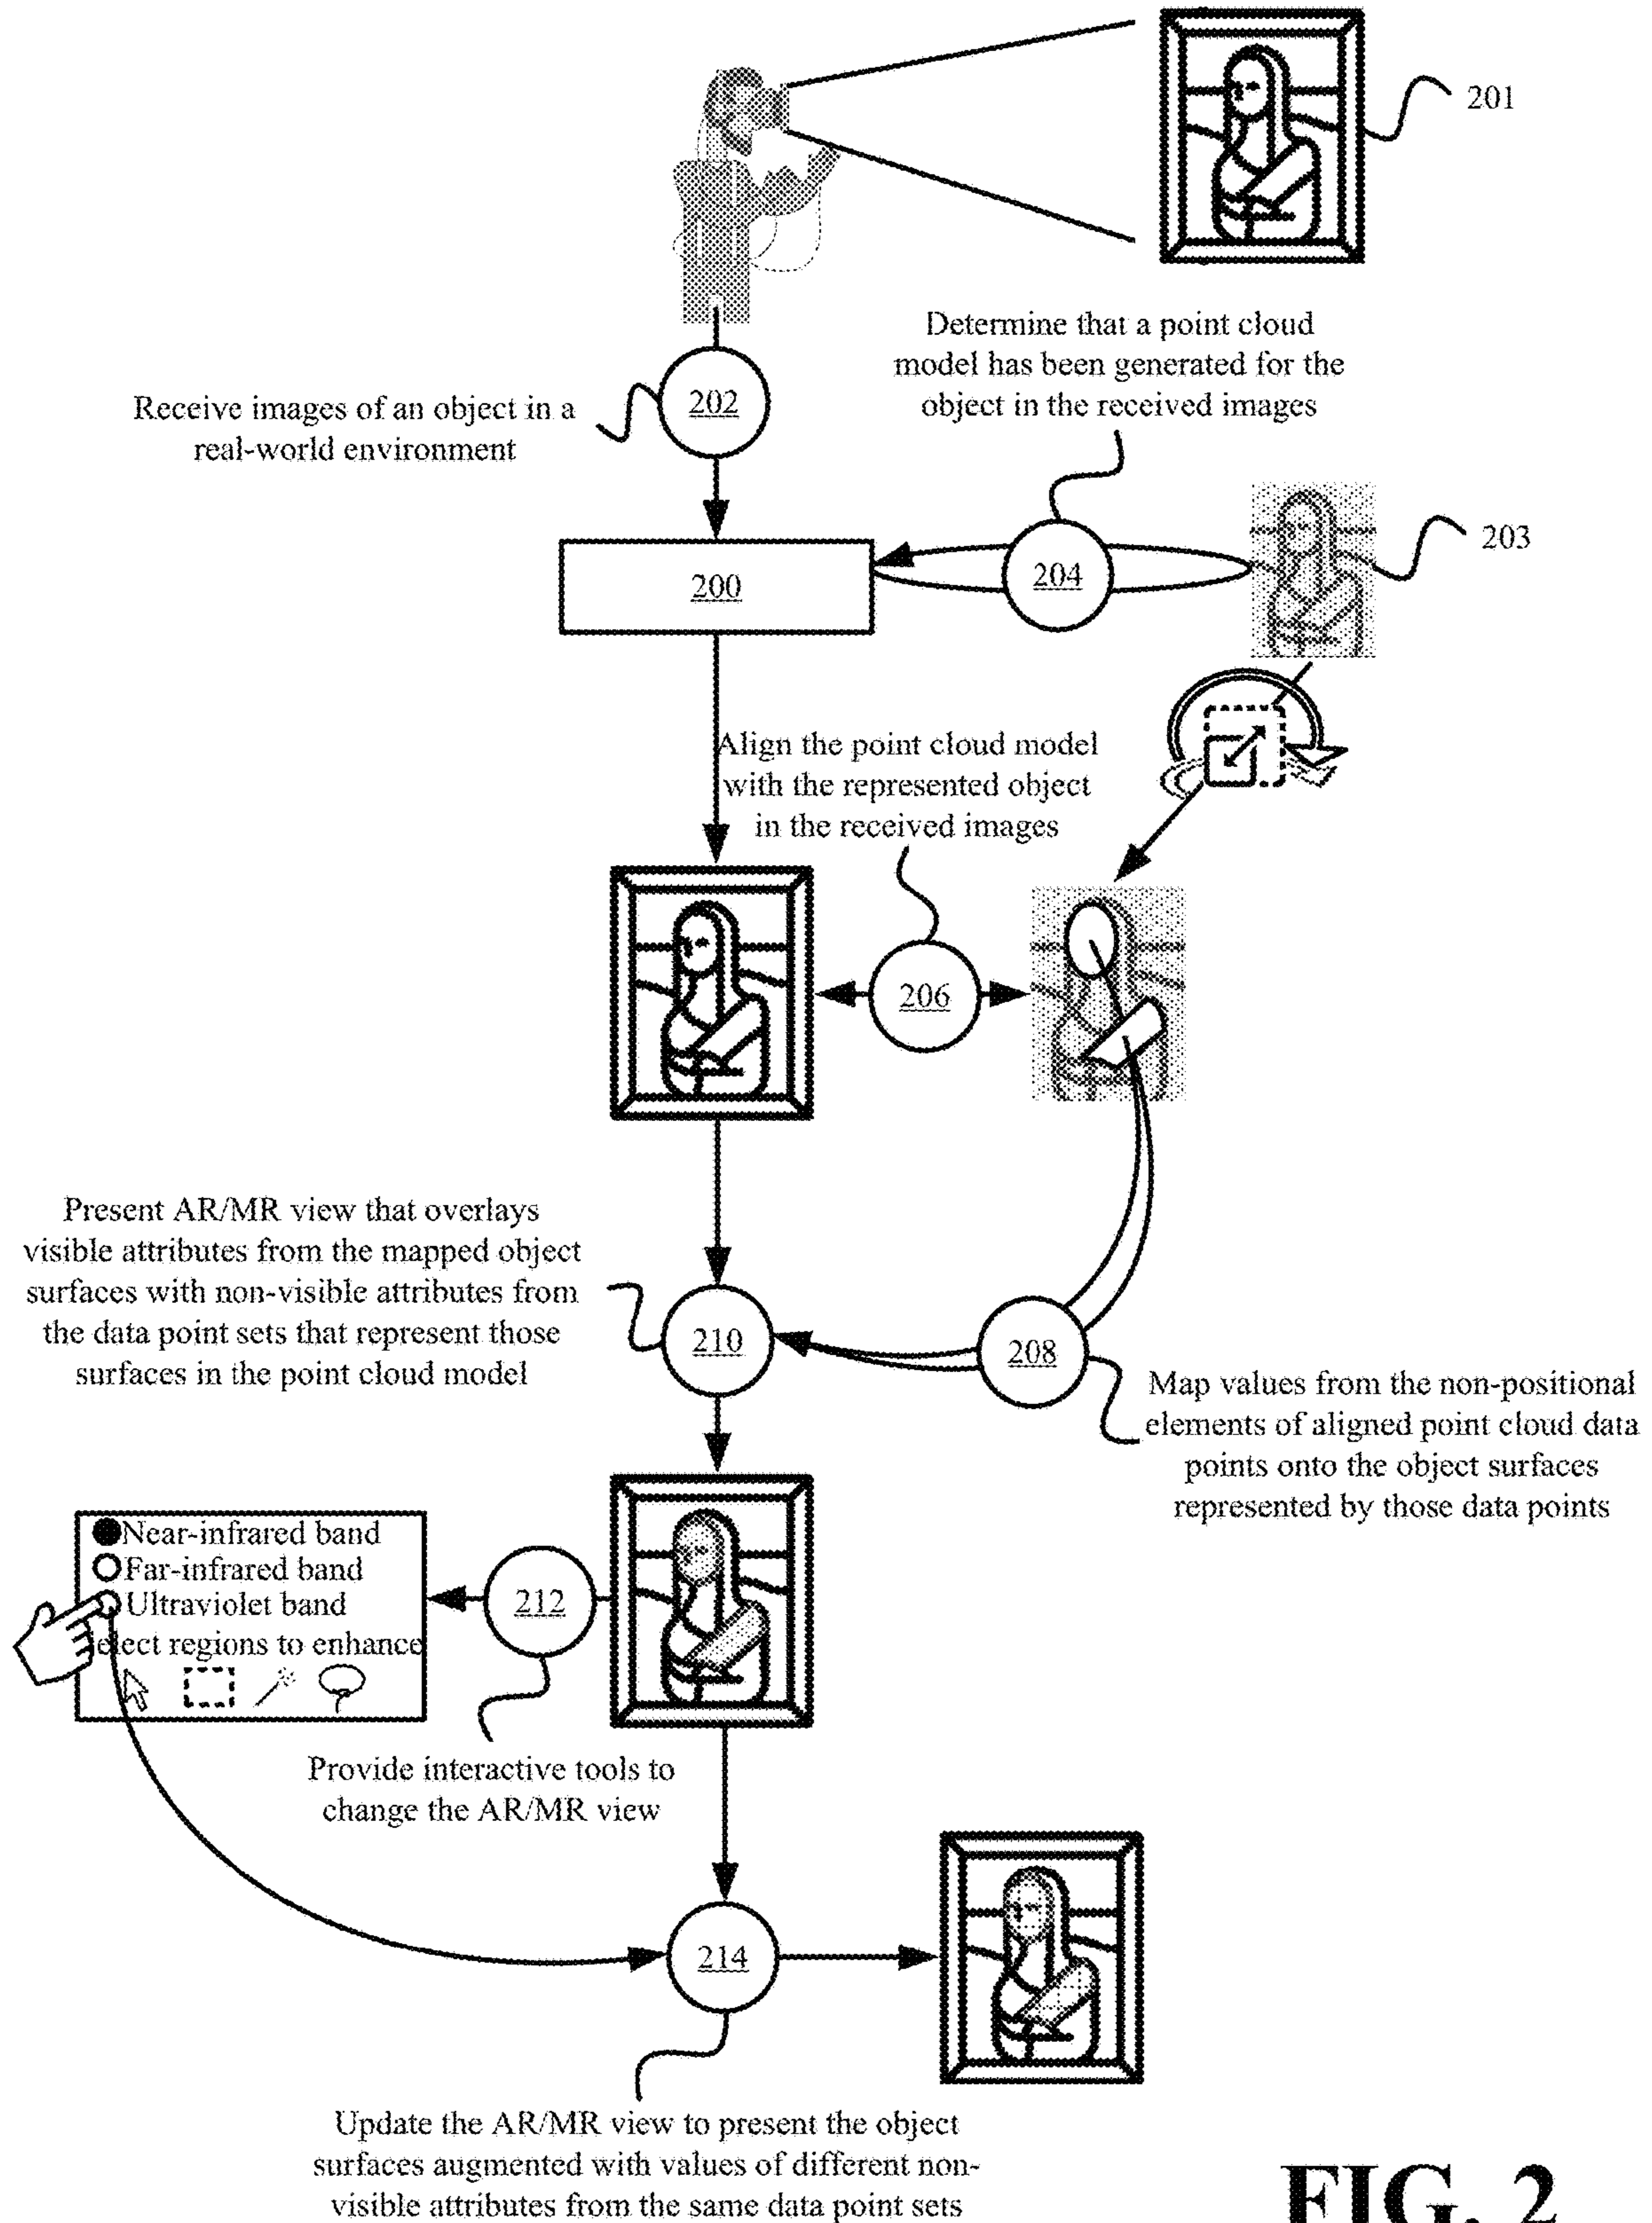 201
Determine that a point cloud
model has been generated for the
object in the received images
Receive images of an object in a
real-world environment
202
200
204
203
Align the point cloud model
with the represented object
in the received images
206
Present AR/MR view that overlays
visible attributes from the mapped object
surfaces with non-visible attributes from
the data point sets that represent those
surfaces in the point cloud model
210
208
Map values from the non-positional
elements of aligned point cloud data
points onto the object surfaces
represented by those data points
Near-infrared band
Far-infrared band
Ultraviolet band
elect regions to enhance
212
Provide interactive tools to
change the AR/MR view
214
Update the AR/MR view to present the object
surfaces augmented with values of different non-
visible attributes from the same data point sets
FIG. 2